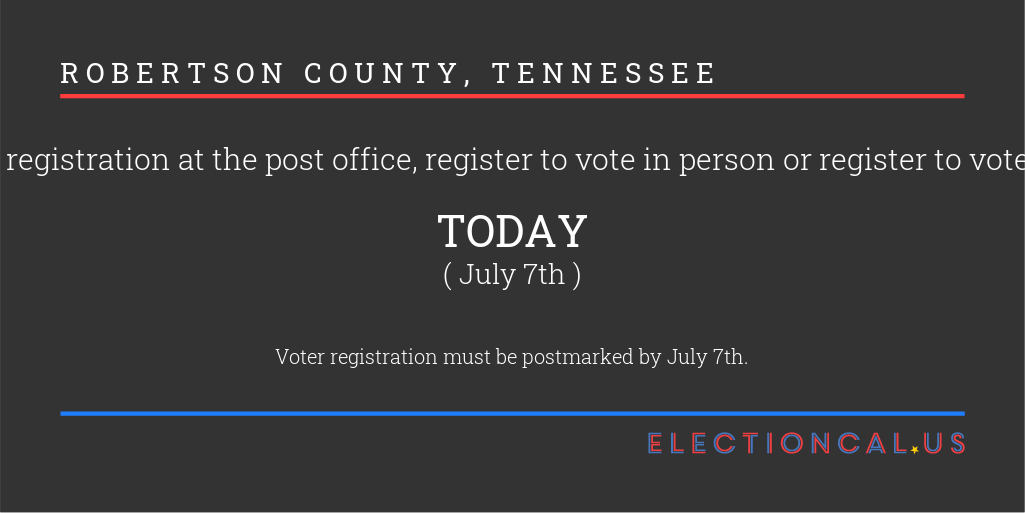 ROBERTSON COUNTY, TENNESSEE
registration at the post office, register to vote in person or register to vote
TODAY
( July 7th )
Voter registration must be postmarked by July 7th.
ELECTIONCAL.US